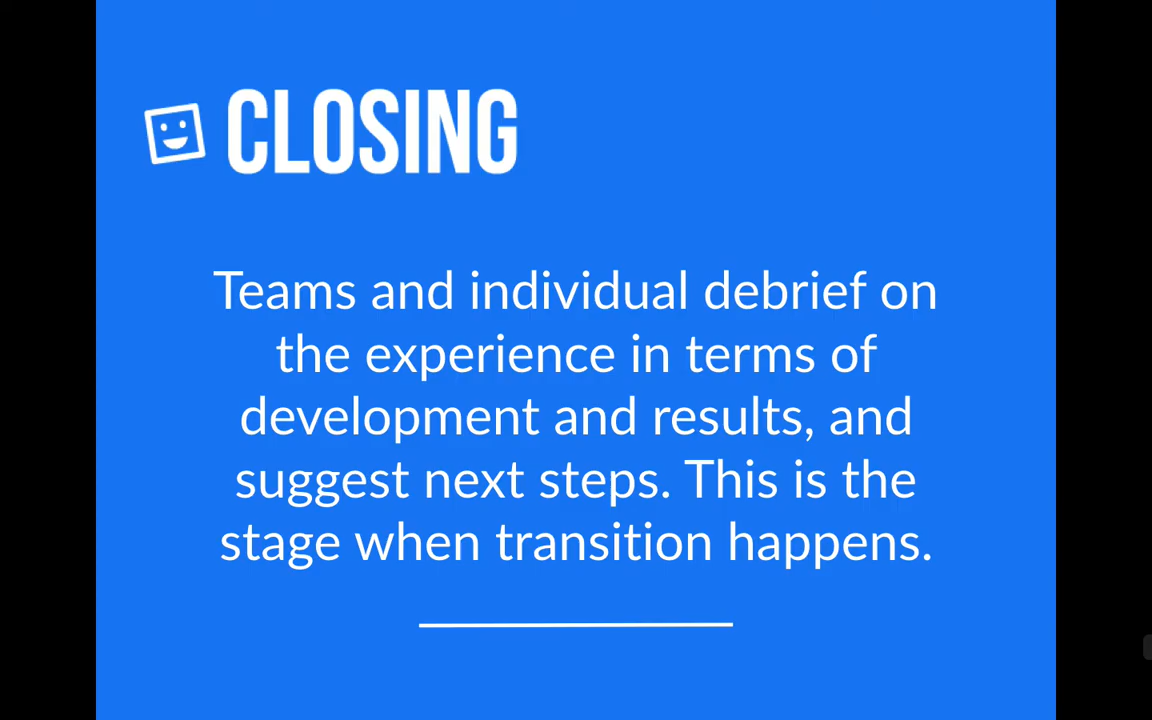 CLOSING
Teams and individual debrief on
the experience in terms of
development and results, and
suggest next steps. This is the
stage when transition happens.